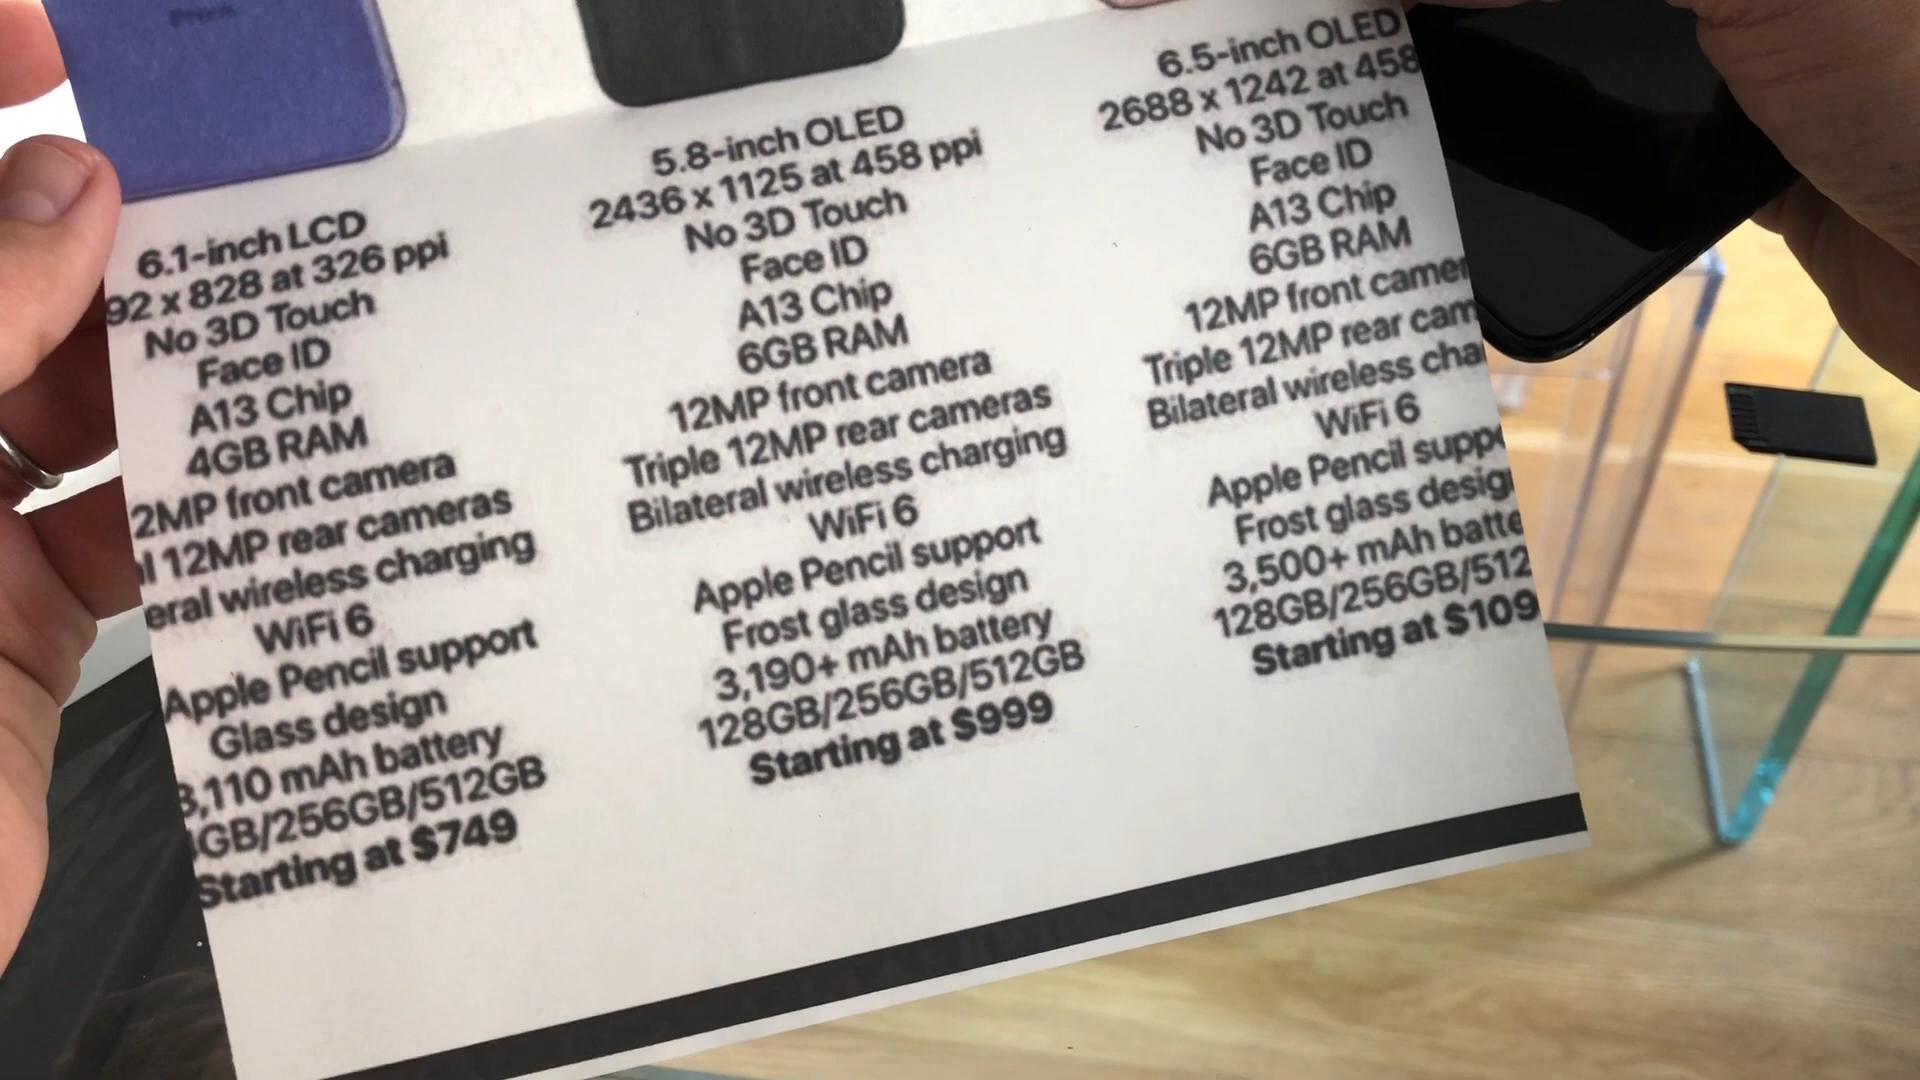 6.1-inch LCD
92 x 828 at 326 ppi
No 3D Touch
Face ID
A13 Chip
4GB RAM
2MP front camera
l 12MP rear cameras
eral wireless charging
WiFi 6
Apple Pencil support
Glass design
3,110 mAh battery
GB/256GB/512GB
Starting at $749
5.8-inch OLED
2436 x 1125 at 458 ppi
No 3D Touch
Face ID
A13 Chip
6GB RAM
12MP front camera
Triple 12MP rear cameras
Bilateral wireless charging
WiFi 6
Apple Pencil support
Frost glass design
3,190+ mAh battery
128GB/256GB/512GB
Starting at $999
6.5-inch OLED
2688 x 1242 at 458
No 3D Touch
Face ID
A13 Chip
6GB RAM
12MP front camer
Triple 12MP rear cam
Bilateral wireless cha
WiFi 6
Apple Pencil suppo
Frost glass desig
3,500+ mAh batte
128GB/256GB/512
Starting at $109